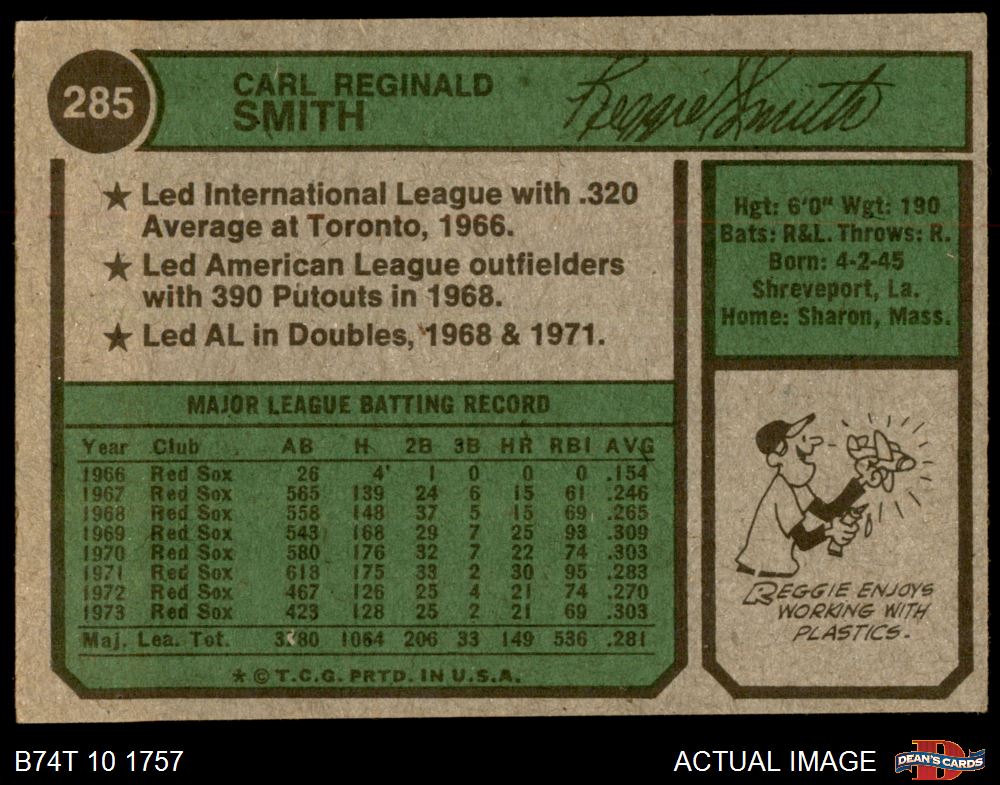 285
CARL REGINALD
SMITH
Reggie Smith
★ Led International League with .320
Average at Toronto, 1966.
★ Led American League outfielders
with 390 Putouts in 1968.
★ Led AL in Doubles, 1968 & 1971.
Hgt: 6'0" Wgt: 190
Bats: R&L. Throws: R.
Born: 4-2-45
Shreveport, La.
Home: Sharon, Mass.
MAJOR LEAGUE BATTING RECORD
Year Club AB H 2B 3B HR RBI AVG
1966 Red Sox 26 4 1 0 0 0 .154
1967 Red Sox 565 139 24 6 15 61 .246
1968 Red Sox 558 148 37 5 15 69 .265
1969 Red Sox 543 168 29 7 25 93 .309
1970 Red Sox 580 176 32 7 22 74 .303
1971 Red Sox 618 175 33 2 30 95 .283
1972 Red Sox 467 126 25 4 21 74 .270
1973 Red Sox 423 128 25 2 21 69 .303
Maj. Lea. Tot. 3780 1064 206 33 149 536 .281
★ © T.C.G. PRTD. IN U.S.A.
REGGIE ENJOYS
WORKING WITH
PLASTICS.
B74T 10 1757
ACTUAL IMAGE
DEAN'S CARDS